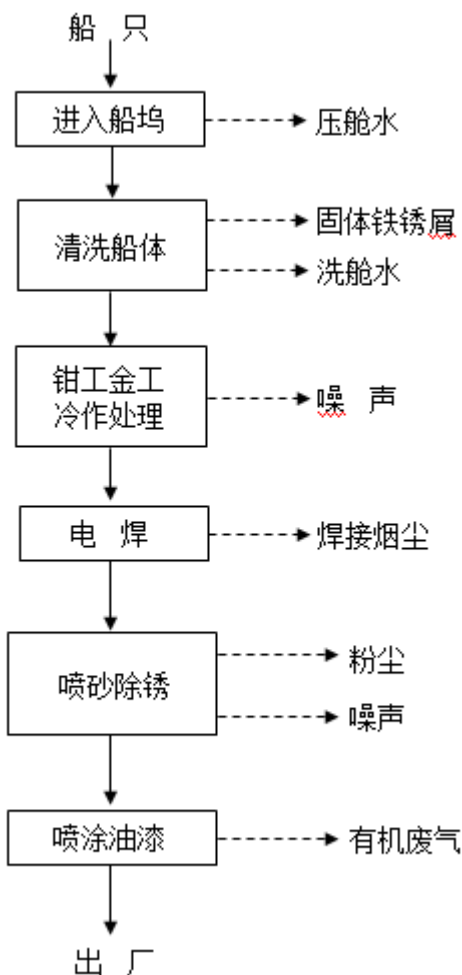 船 只
进入船坞
压舱水
清洗船体
固体铁锈屑
洗舱水
钳工金工
冷作处理
噪 声
电 焊
焊接烟尘
喷砂除锈
粉尘
噪声
喷涂油漆
有机废气
出 厂